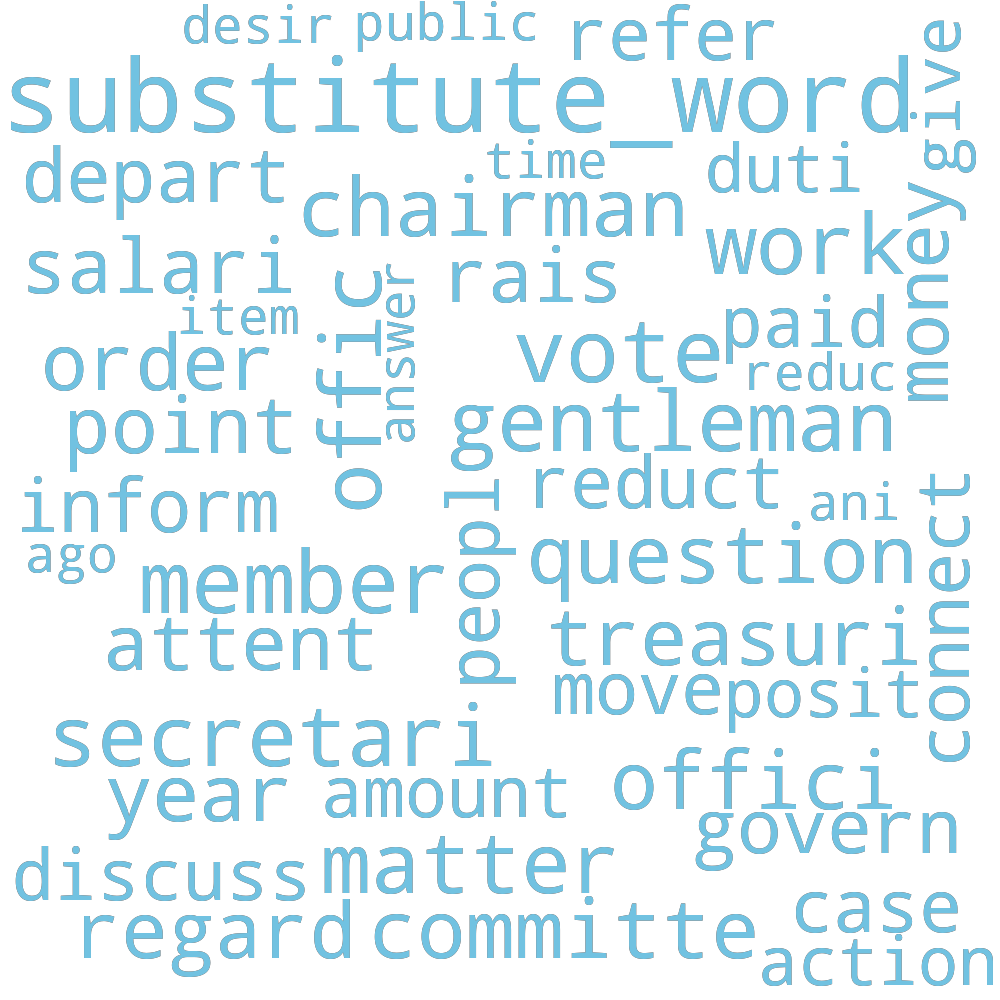 desir
public
refer
give
substitute_word
depart
time
duti
chairman
money
salari
work
rais
item
offic
answer
paid
order
vote
reduc
point
gentleman
inform
reduct
ani
connect
ago
peopl
question
member
attent
treasuri
move
posit
secretari
year
amount
offici
govern
discuss
matter
case
regard
committe
action